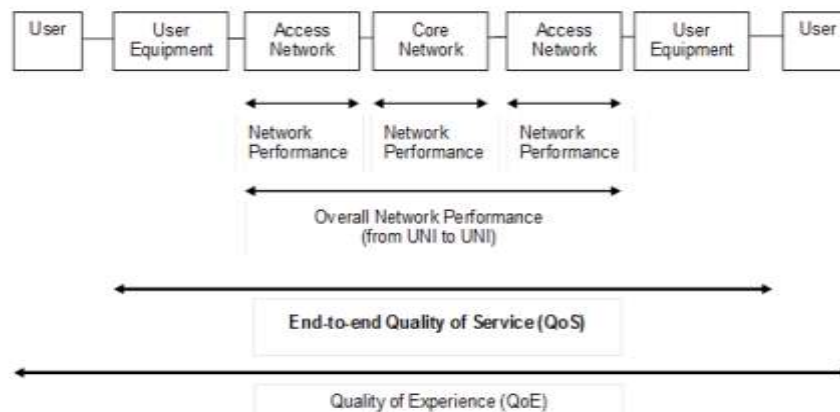 User
User Equipment
Access Network
Core Network
Access Network
User Equipment
User
Network Performance
Network Performance
Network Performance
Overall Network Performance
(from UNI to UNI)
End-to-end Quality of Service (QoS)
Quality of Experience (QoE)